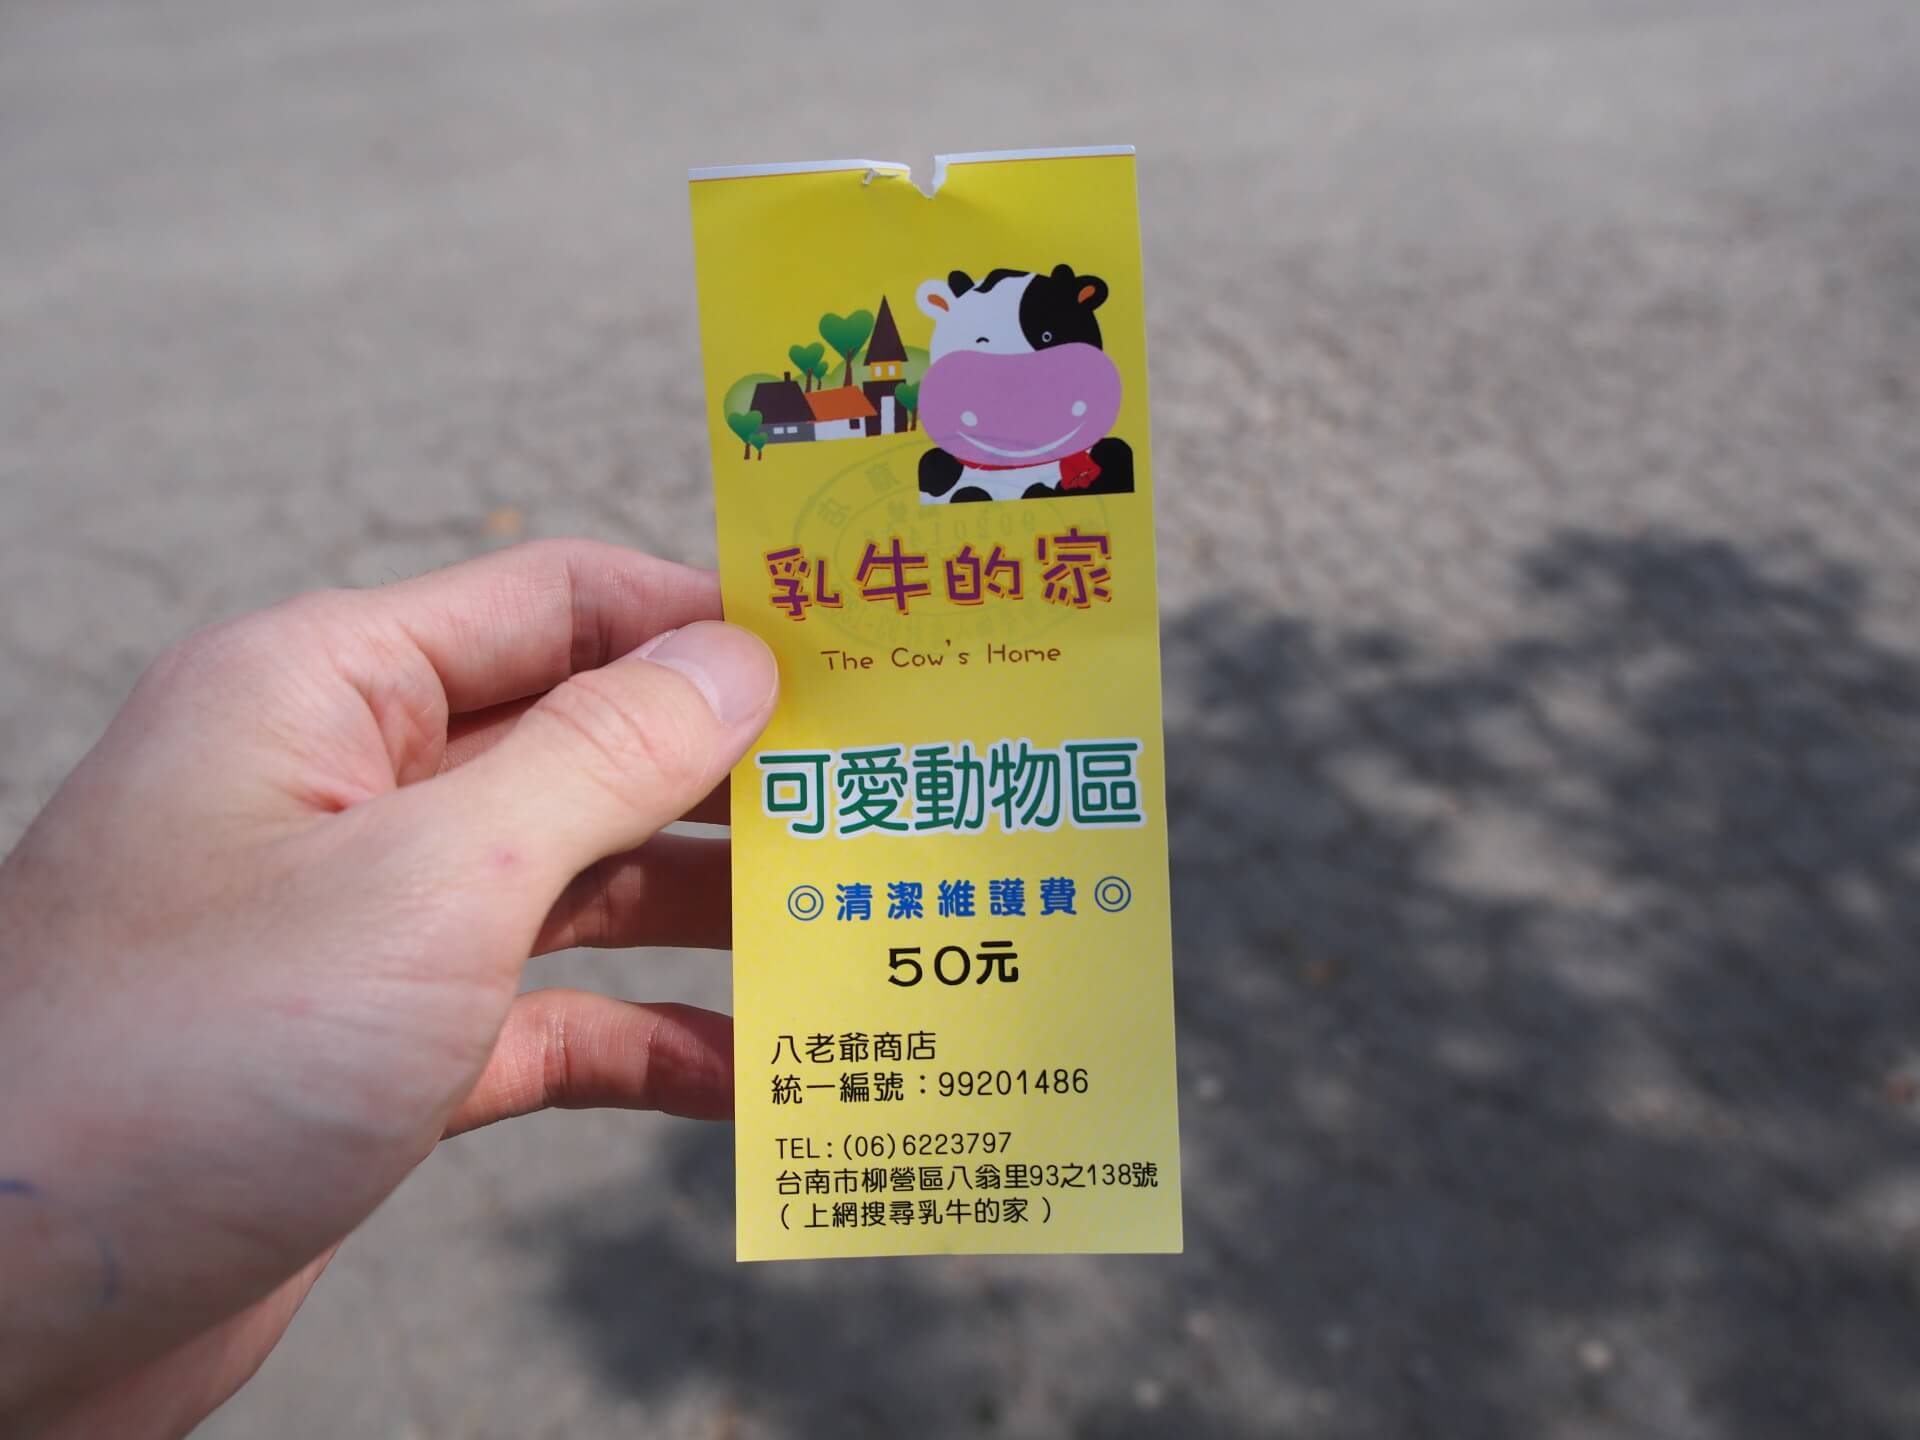 乳牛的家
The Cow's Home
可愛動物區
◎清潔維護費◎
50元
八老爺商店
統一編號：99201486
TEL：(06)6223797
台南市柳營區八翁里93之138號
（上網搜尋乳牛的家）